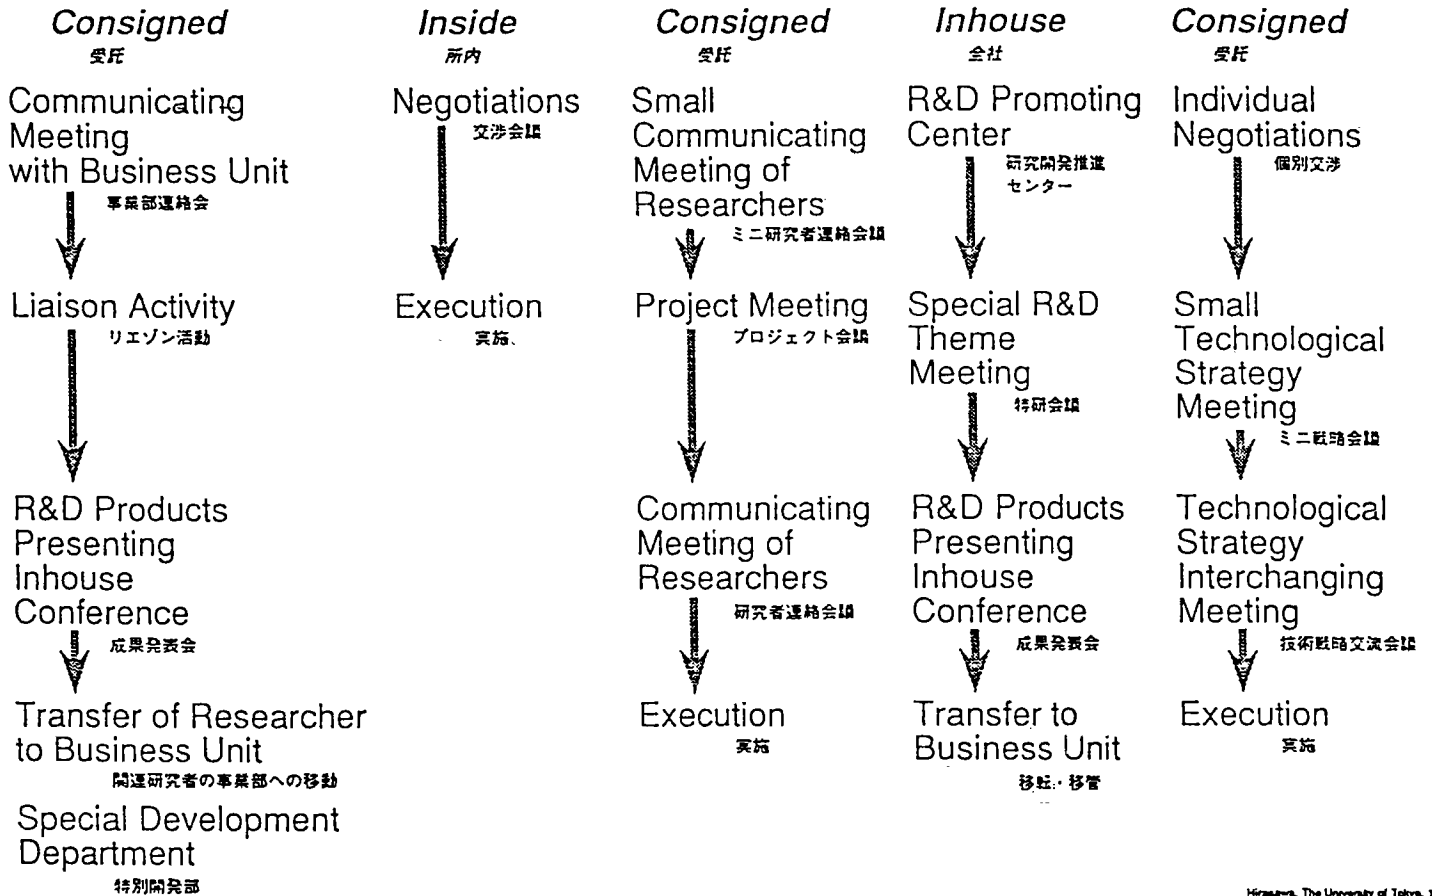 Consigned
受託
Communicating
Meeting
with Business Unit
事業部連絡会
Liaison Activity
リエゾン活動
R&D Products
Presenting
Inhouse
Conference
成果発表会
Transfer of Researcher
to Business Unit
関連研究者の事業部への移動
Special Development
Department
特別開発部
Inside
所内
Negotiations
交渉会議
Execution
実施、
Consigned
受託
Small
Communicating
Meeting of
Researchers
ミニ研究者連絡会議
Project Meeting
プロジェクト会議
Communicating
Meeting of
Researchers
研究者連絡会議
Execution
実施
Inhouse
会社
R&D Promoting
Center
研究開発推進
センター
Special R&D
Theme
Meeting
特研会議
R&D Products
Presenting
Inhouse
Conference
成果発表会
Transfer to
Business Unit
移転・移管
Consigned
受託
Individual
Negotiations
個別交渉
Small
Technological
Strategy
Meeting
ミニ戦略会議
Technological
Strategy
Interchanging
Meeting
技術戦略交流会議
Execution
実施
The University of Tokyo, 1